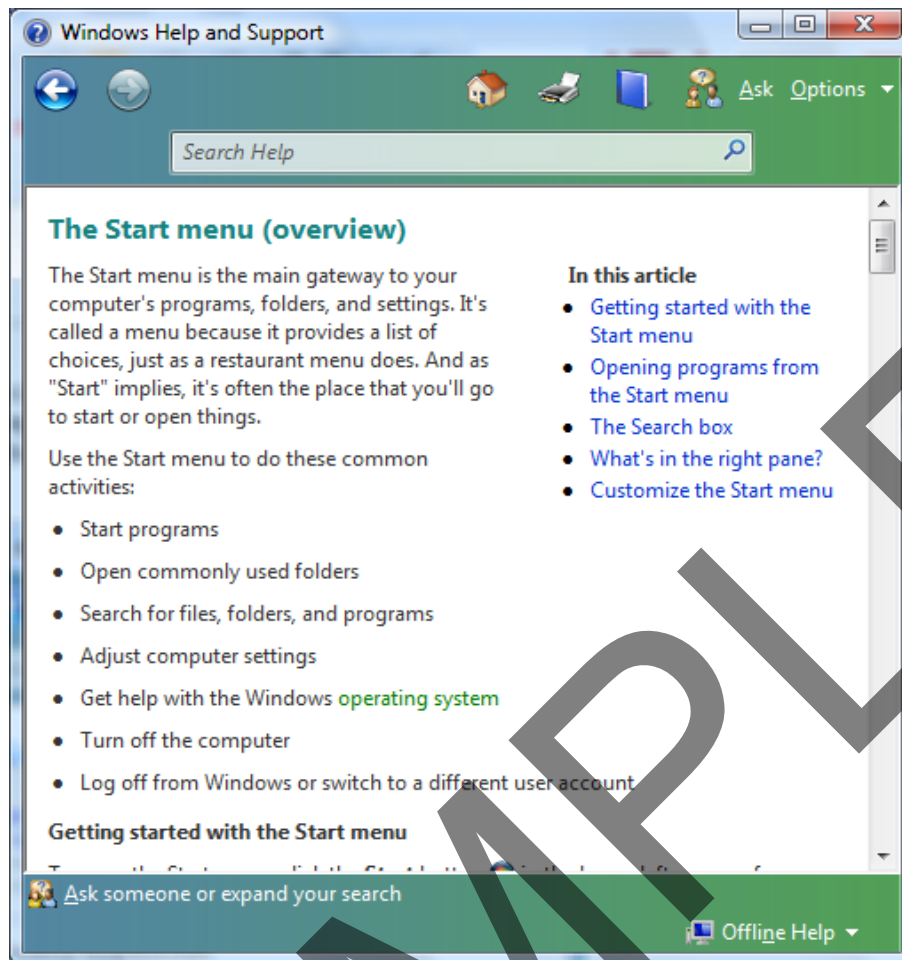 Windows Help and Support
Ask Options
Search Help
The Start menu (overview)
The Start menu is the main gateway to your
computer's programs, folders, and settings. It's
called a menu because it provides a list of
choices, just as a restaurant menu does. And as
"Start" implies, it's often the place that you'll go
to start or open things.
Use the Start menu to do these common
activities:
• Start programs
• Open commonly used folders
• Search for files, folders, and programs
• Adjust computer settings
• Get help with the Windows operating system
• Turn off the computer
• Log off from Windows or switch to a different user account
In this article
• Getting started with the
Start menu
• Opening programs from
the Start menu
• The Search box
• What's in the right pane?
• Customize the Start menu
Getting started with the Start menu
Ask someone or expand your search
Offline Help
MPL